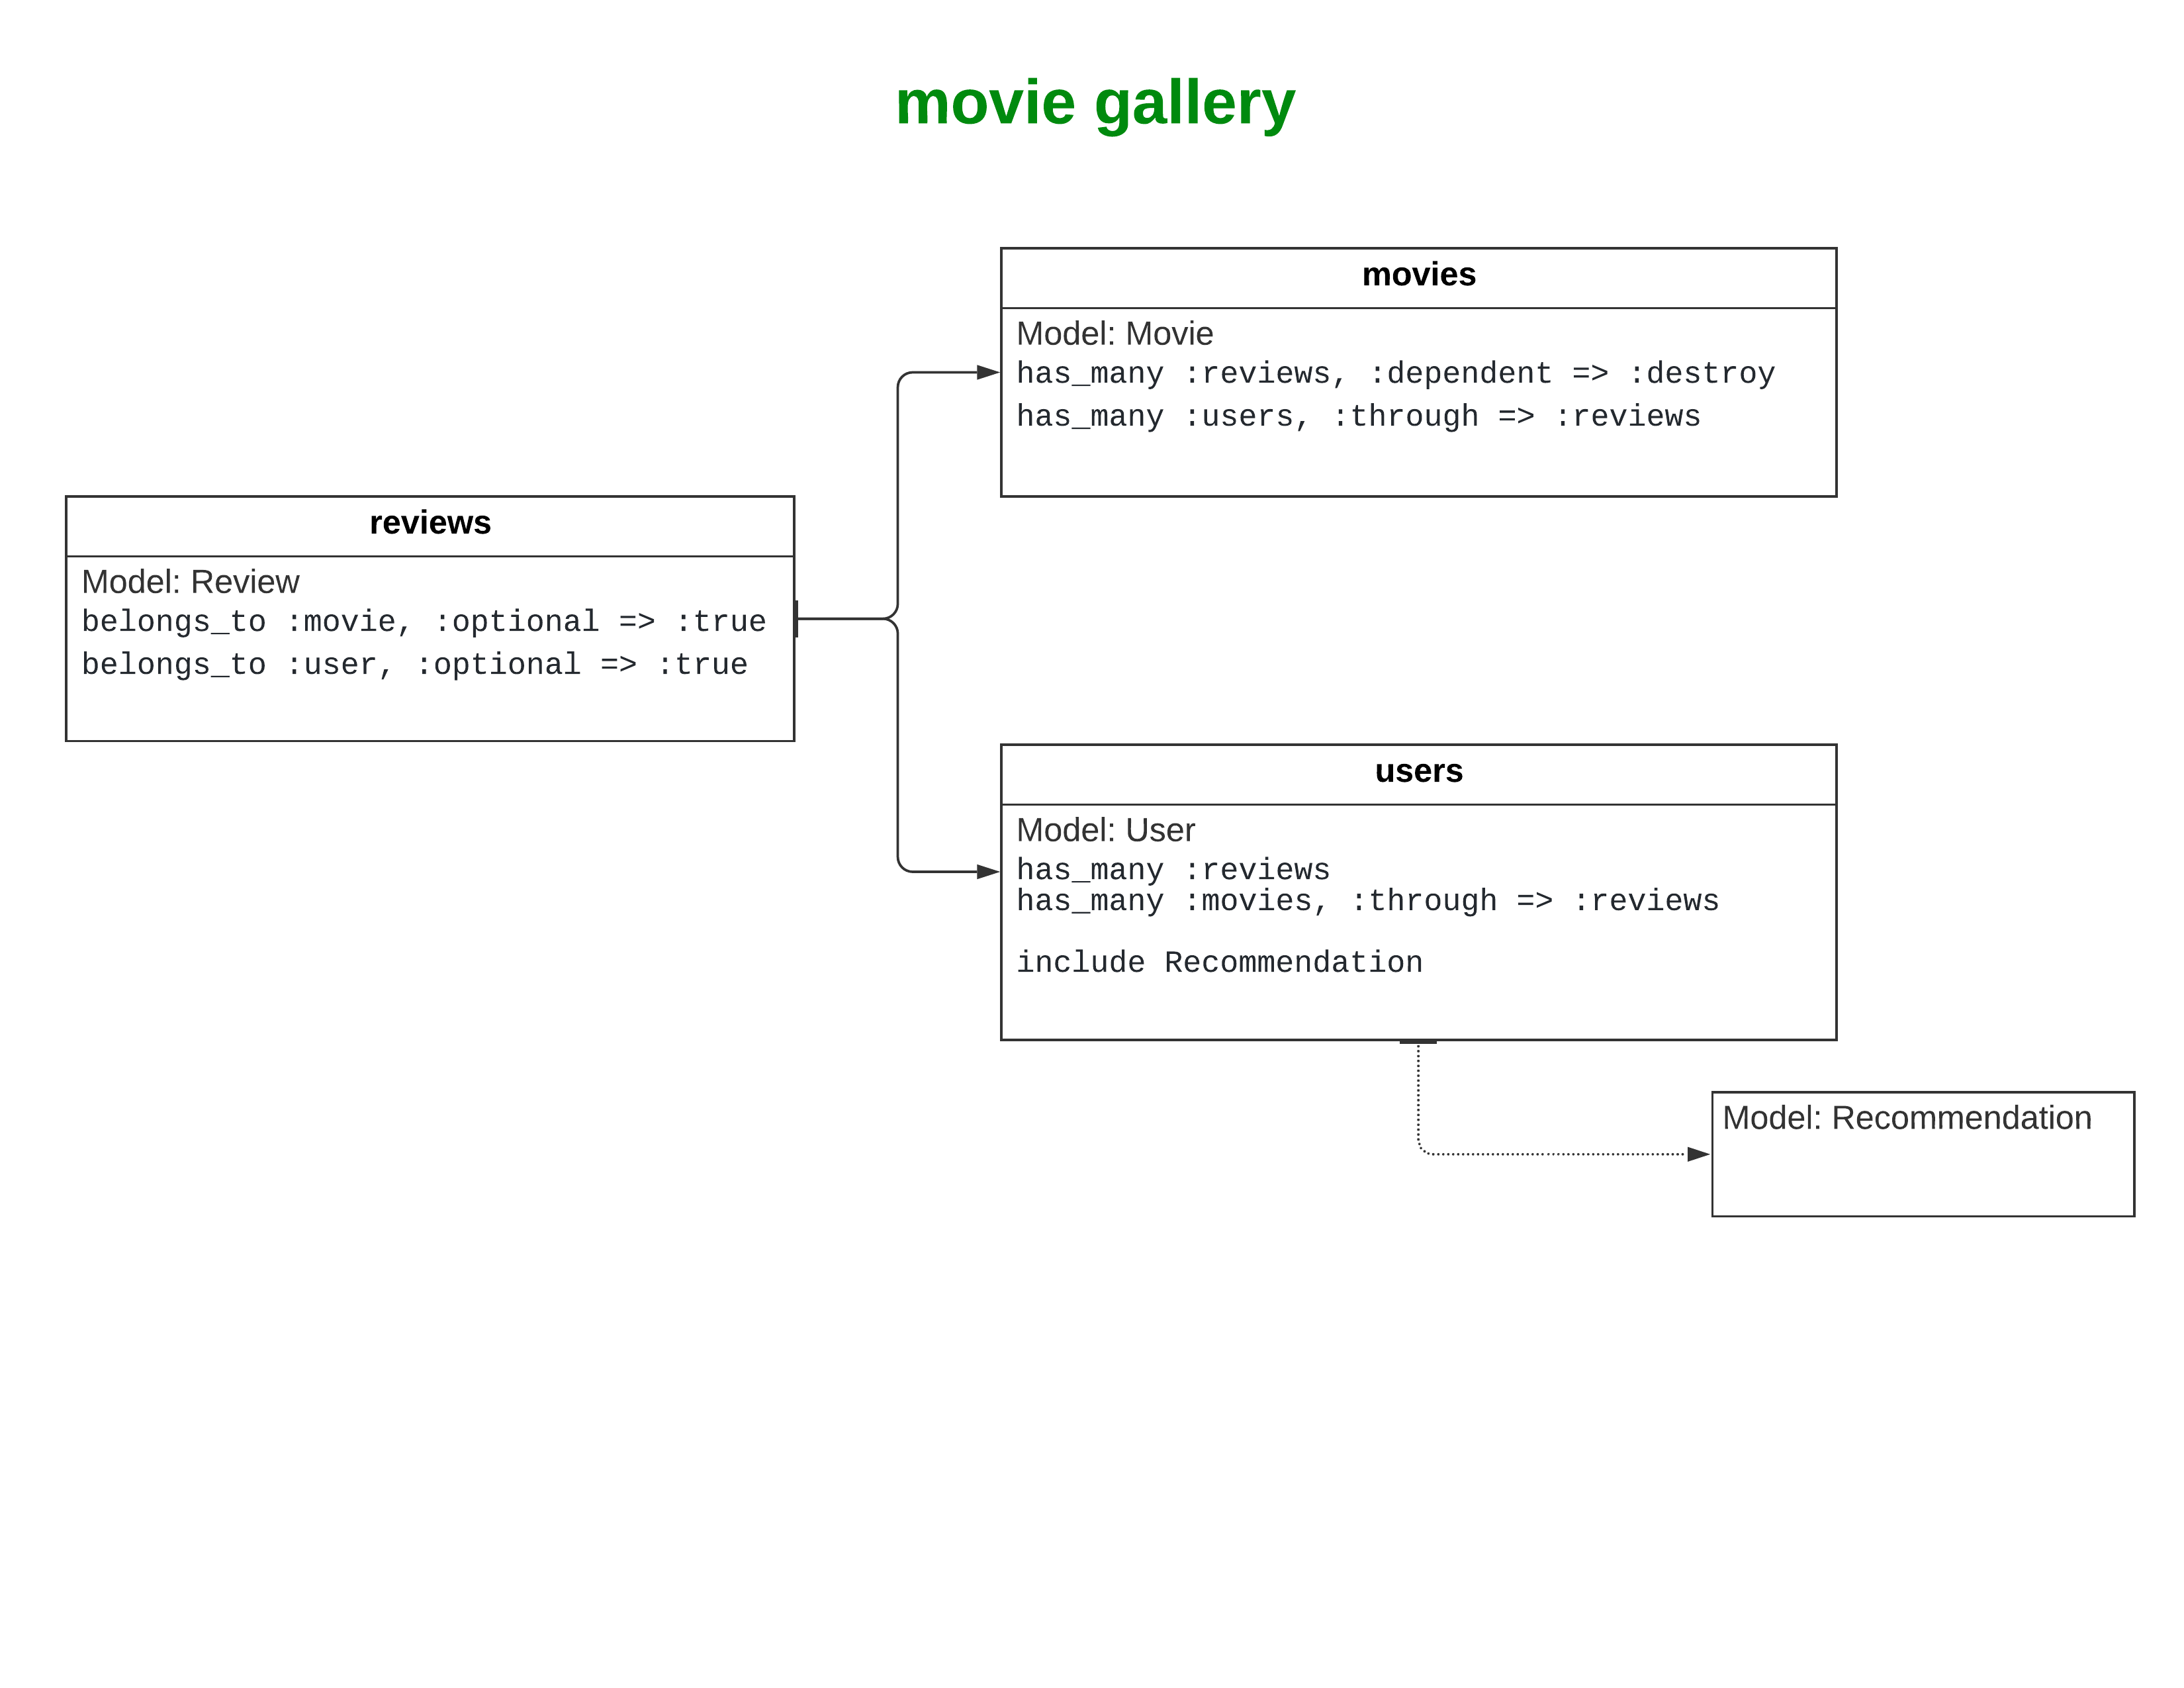 movie gallery
movies
Model: Movie
has_many :reviews, :dependent => :destroy
has_many :users, :through => :reviews
reviews
Model: Review
belongs_to :movie, :optional => :true
belongs_to :user, :optional => :true
users
Model: User
has_many :reviews
has_many :movies, :through => :reviews
include Recommendation
Model: Recommendation